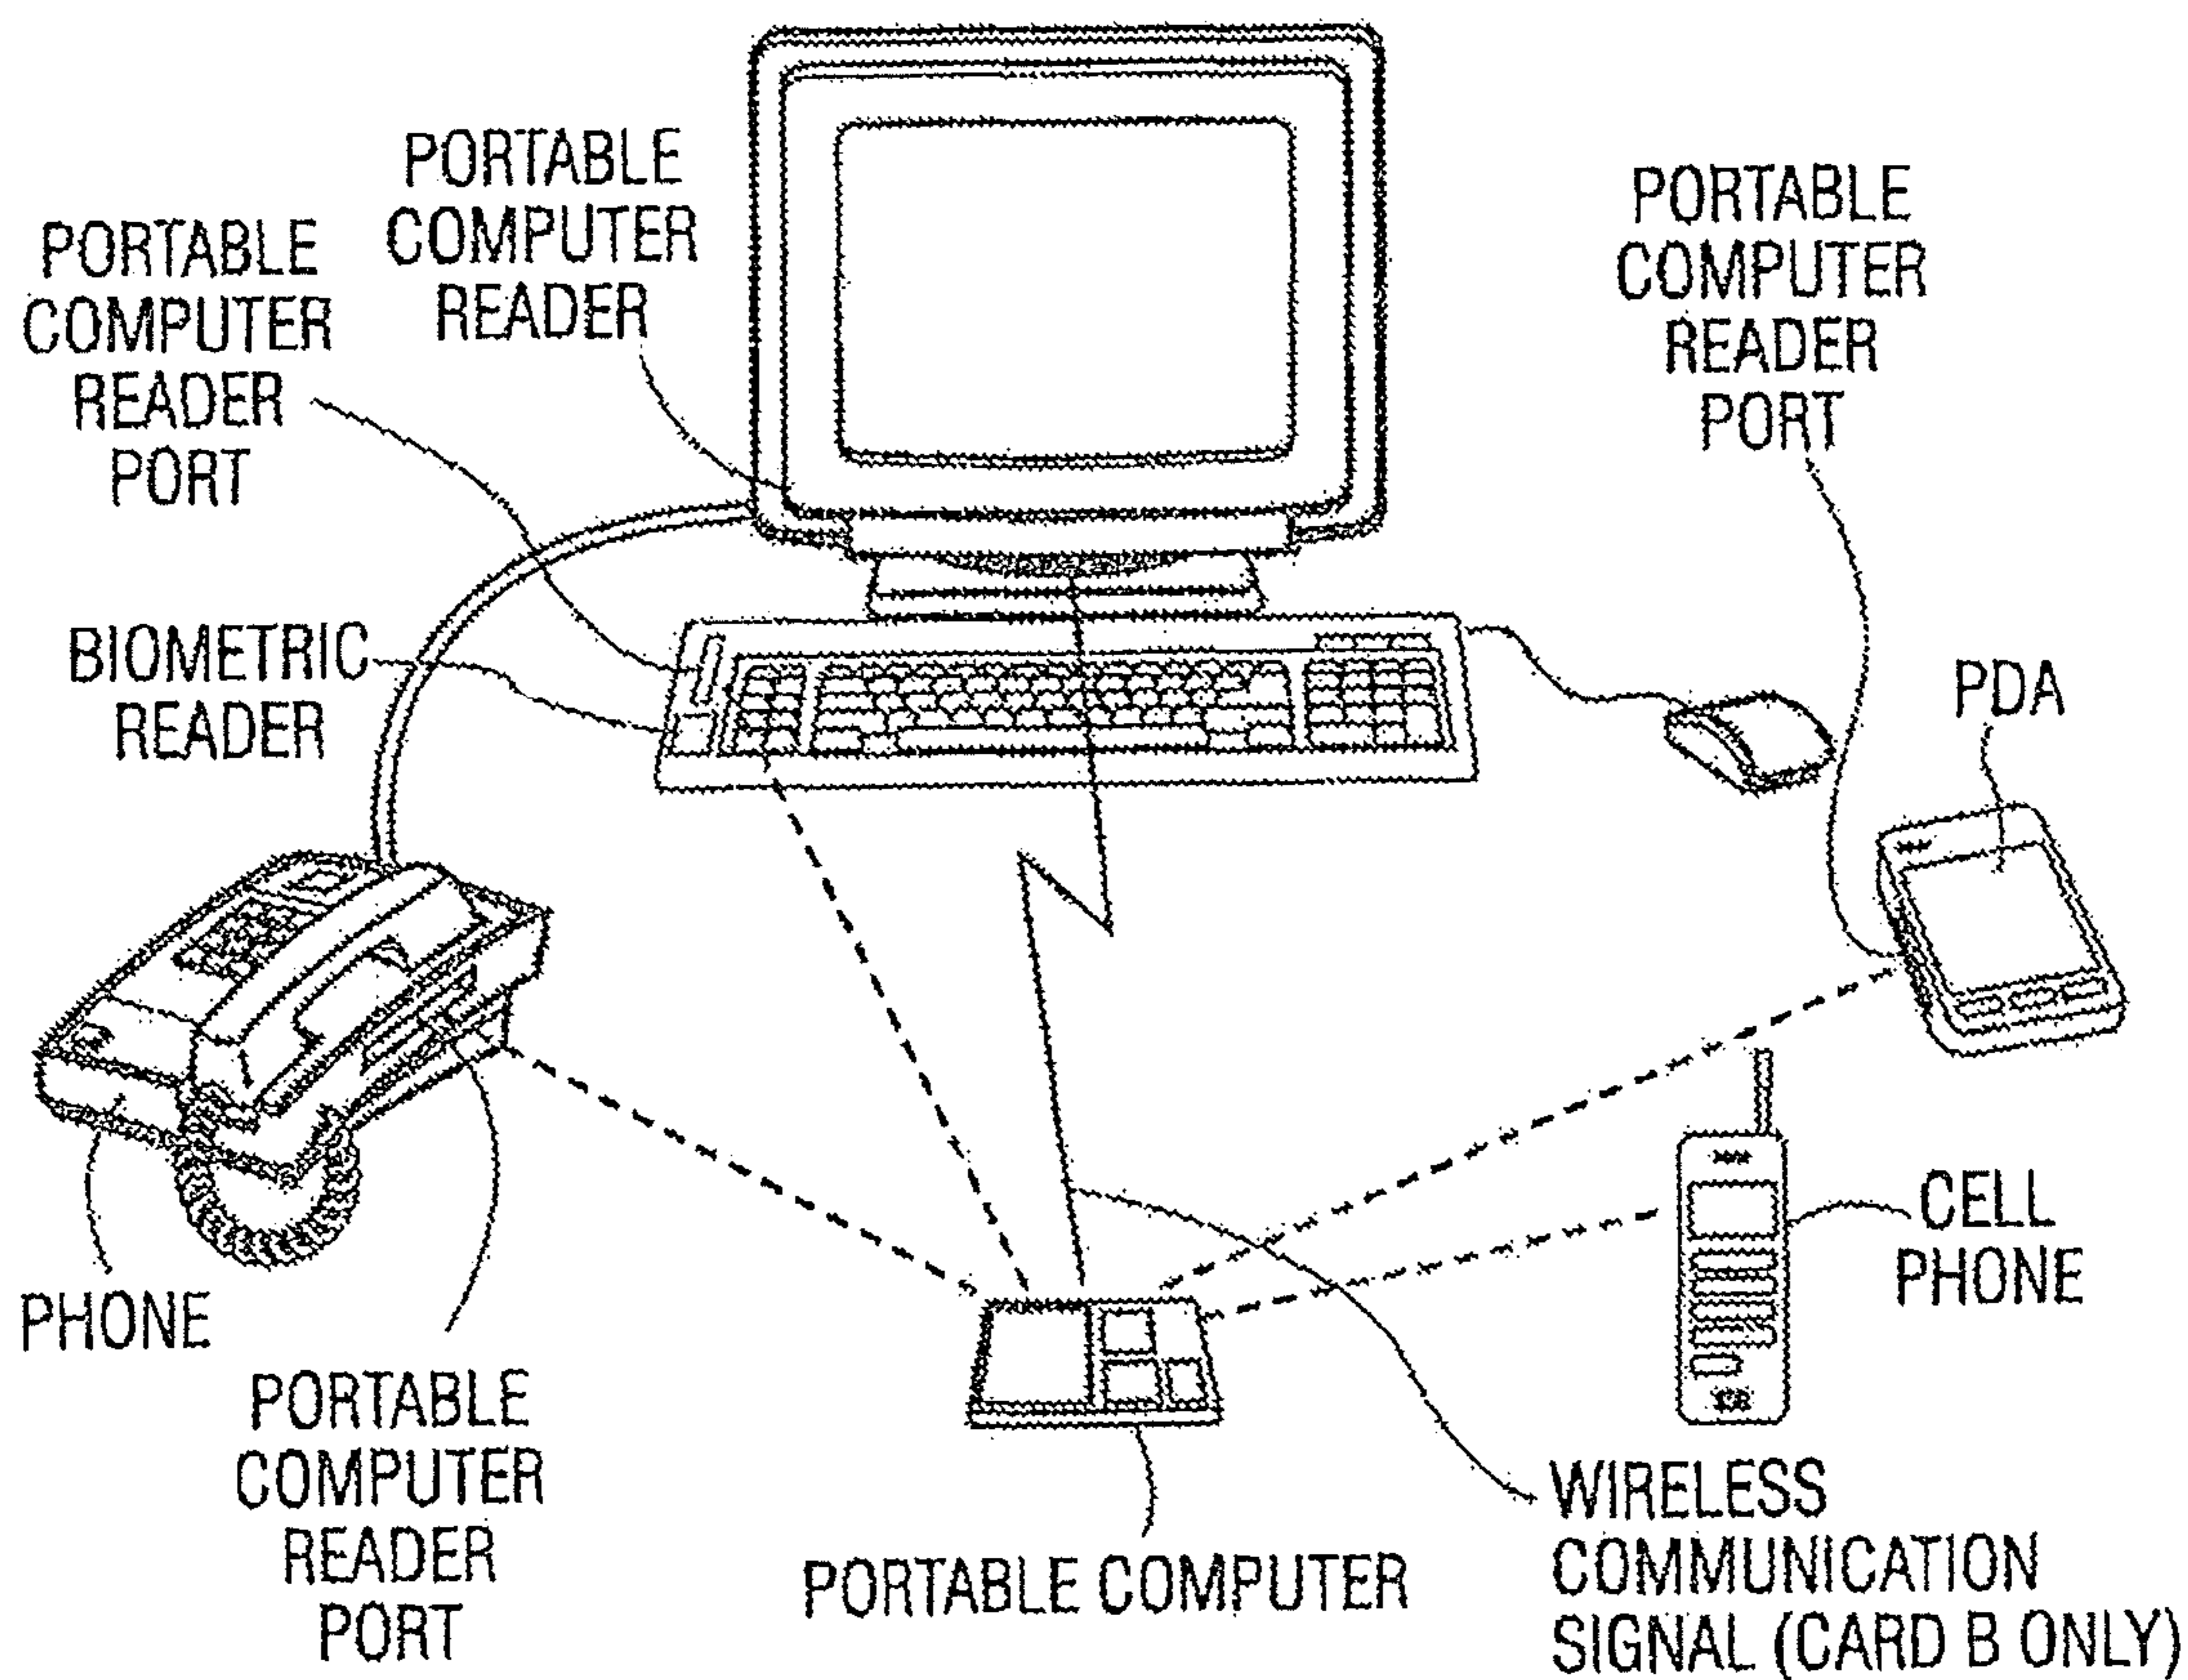 PORTABLE
COMPUTER
READER
PORTABLE
COMPUTER
READER
PORT
PORTABLE
COMPUTER
READER
PORT
BIOMETRIC
READER
PDA
CELL
PHONE
PHONE
PORTABLE
COMPUTER
READER
PORT
PORTABLE COMPUTER
WIRELESS
COMMUNICATION
SIGNAL (CARD B ONLY)